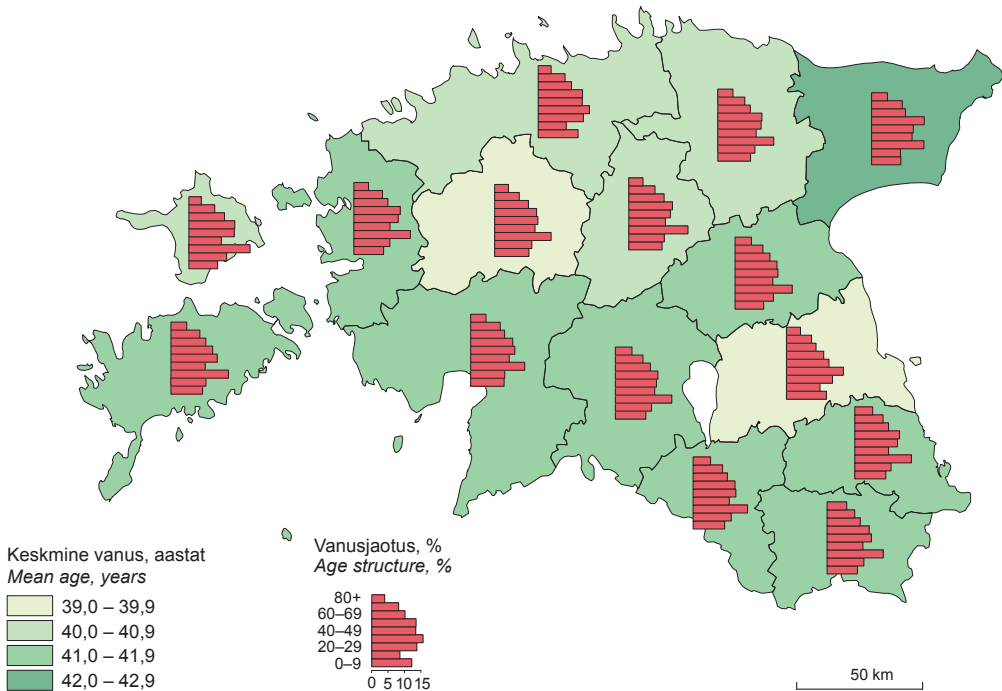 Keskmine vanus, aastat
Mean age, years
39,0 – 39,9
40,0 – 40,9
41,0 – 41,9
42,0 – 42,9
Vanusjaotus, %
Age structure, %
80+
60–69
40–49
20–29
0–9
0 5 10 15
50 km